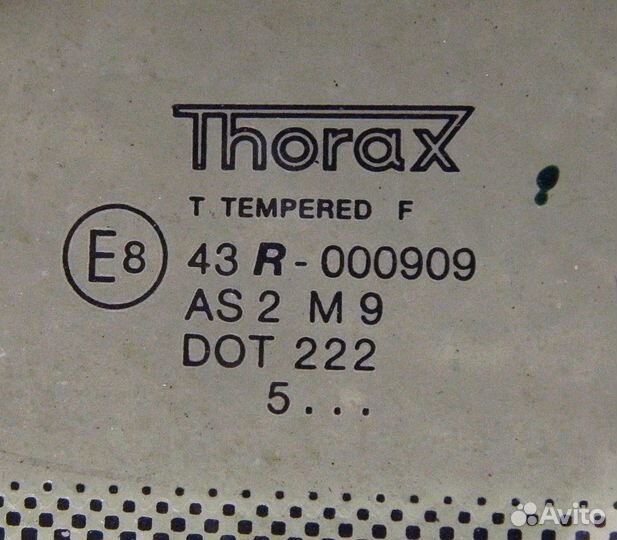 Thorax
T TEMPERED F
E8 43 R-000909
AS 2 M 9
DOT 222
5...
Avito